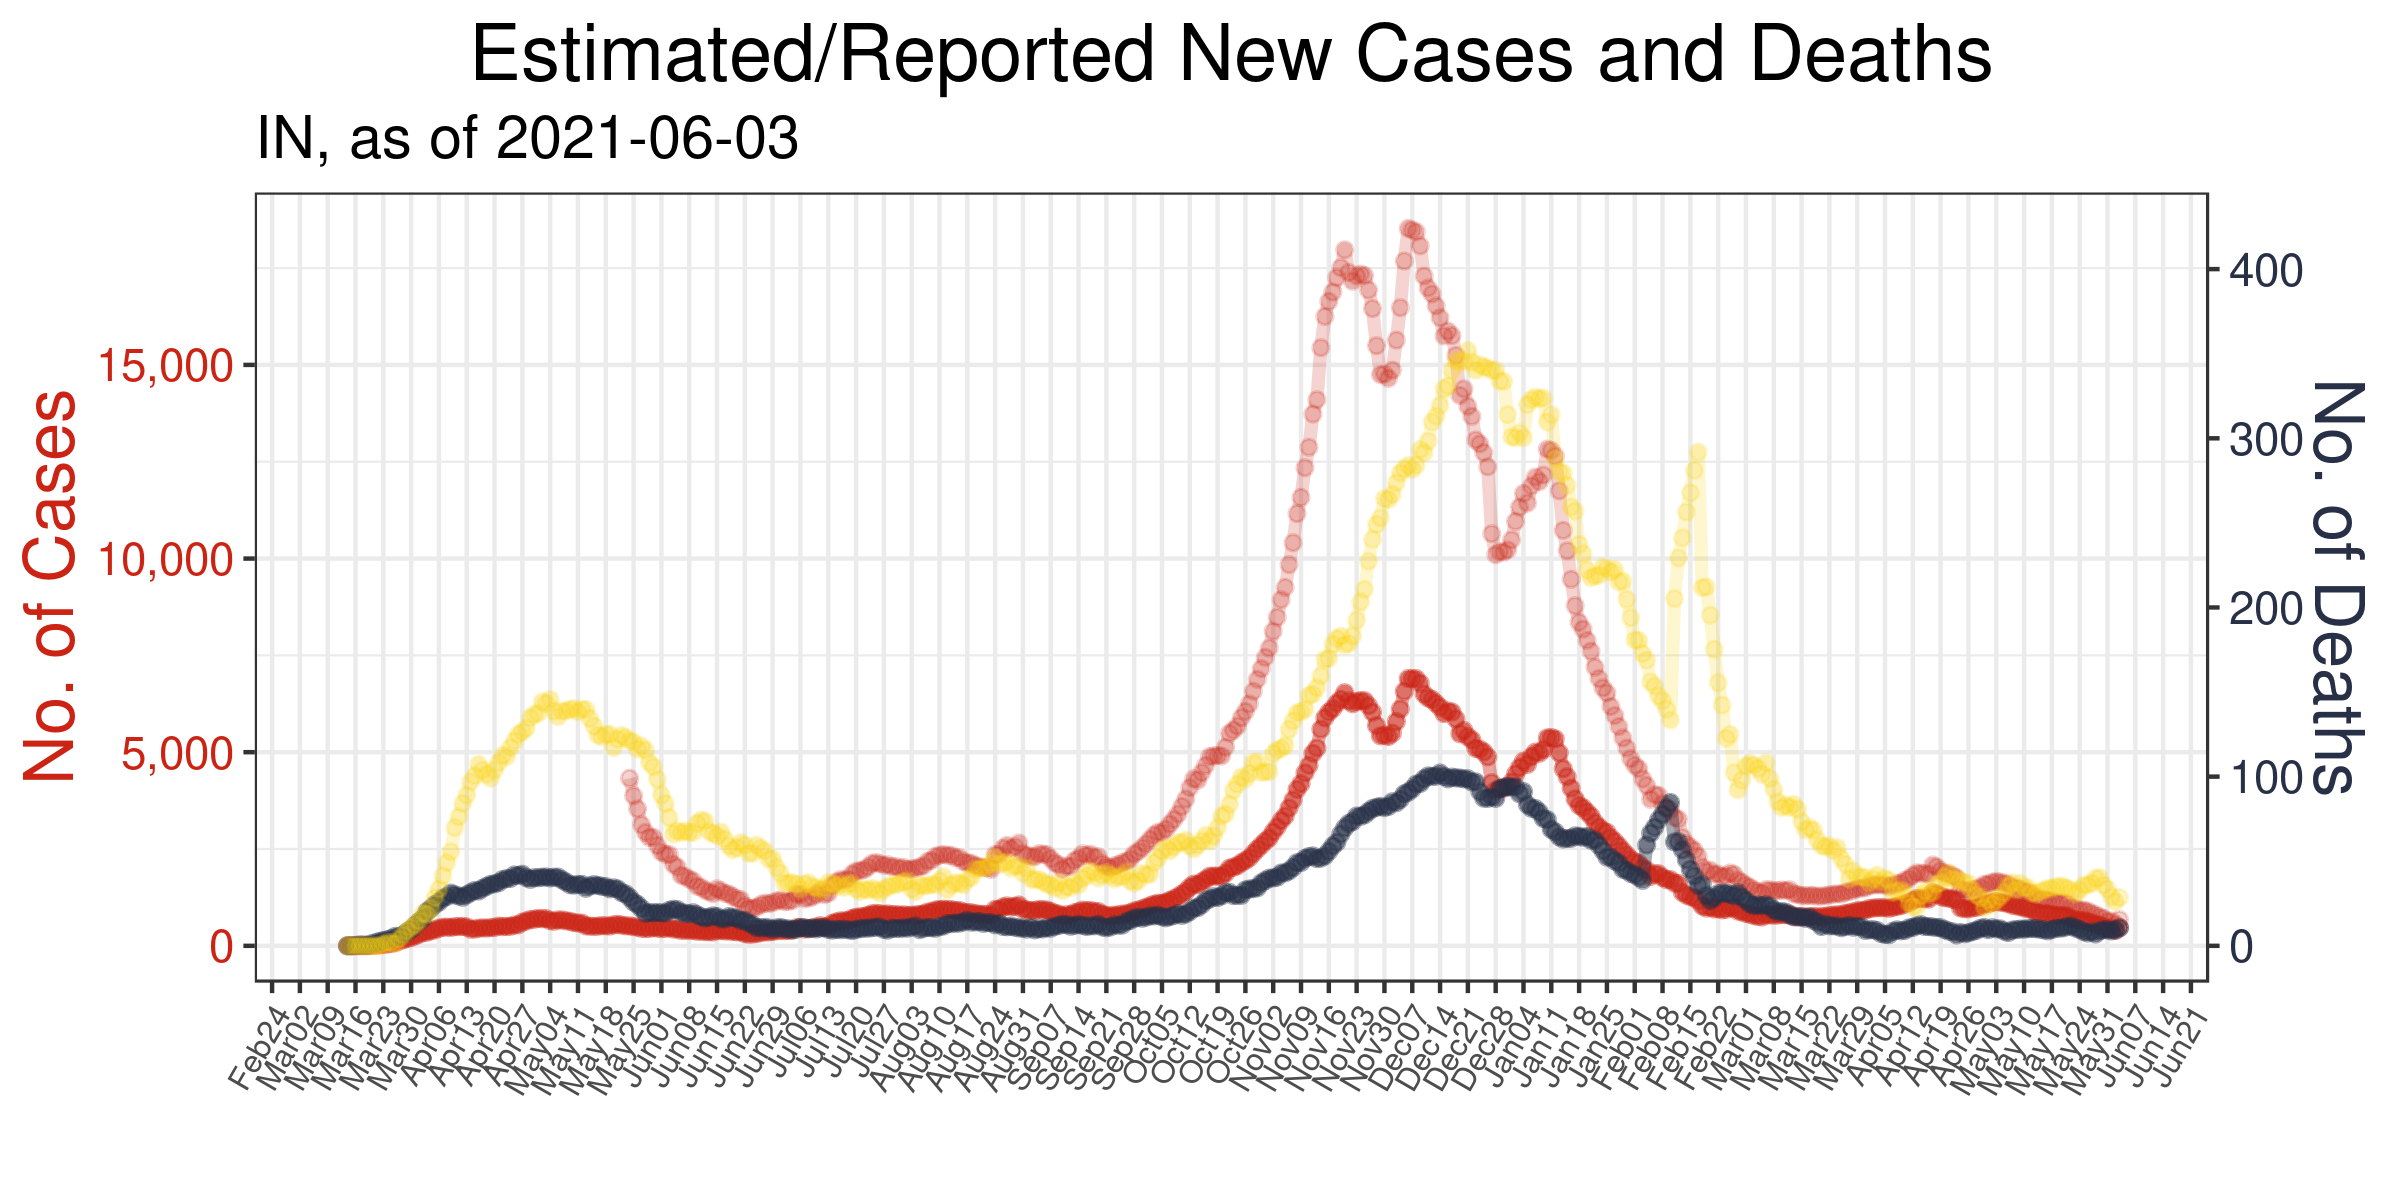 Estimated/Reported New Cases and Deaths
IN, as of 2021-06-03
No. of Cases
15,000
10,000
5,000
0
400
300
200
100
0
No. of Deaths
Feb24
Mar02
Mar09
Mar16
Mar23
Mar30
Apr06
Apr13
Apr20
Apr27
May04
May11
May18
May25
Jun01
Jun08
Jun15
Jun22
Jun29
Jul06
Jul13
Jul20
Jul27
Aug03
Aug10
Aug17
Aug24
Aug31
Sep07
Sep14
Sep21
Sep28
Oct05
Oct12
Oct19
Oct26
Nov02
Nov09
Nov16
Nov23
Nov30
Dec07
Dec14
Dec21
Dec28
Jan04
Jan11
Jan18
Jan25
Feb01
Feb08
Feb15
Feb22
Mar01
Mar08
Mar15
Mar22
Mar29
Apr05
Apr12
Apr19
Apr26
May03
May10
May17
May24
May31
Jun07
Jun14
Jun21